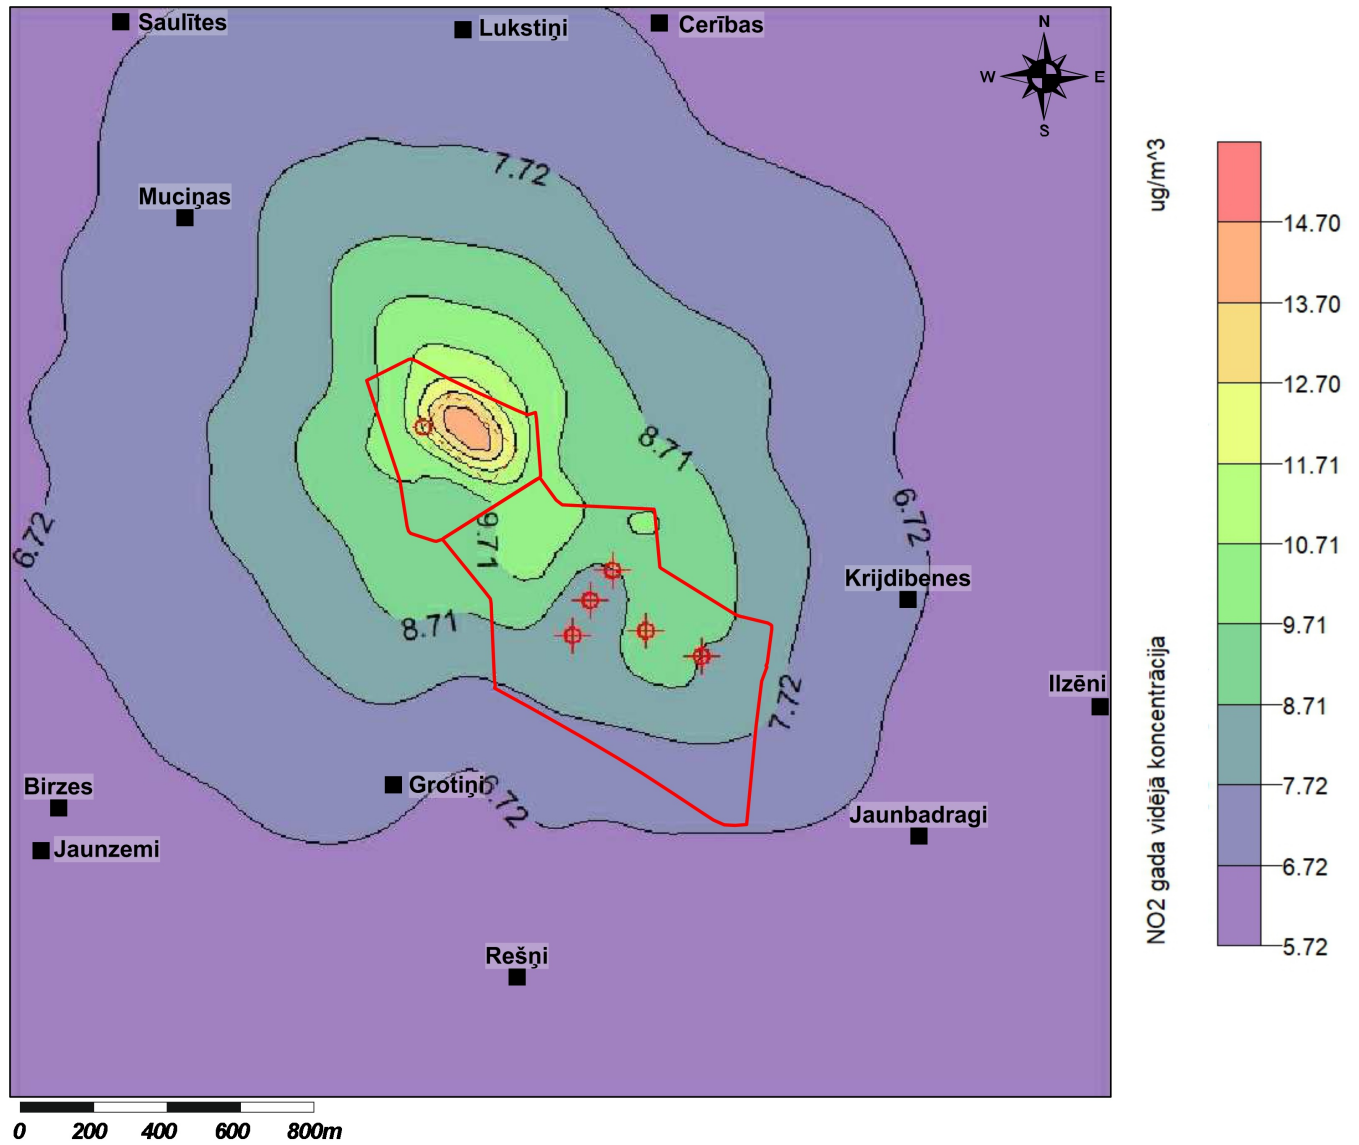 Saulītes
Lukstiņi
Cerības
N
W E
S
Muciņas
7.72
8.71
6.72
6.72
9.71
8.71
7.72
6.72
Krijdibenes
Ilzēni
Birzes
Jaunzemi
Grotiņi
Jaunbadragi
Rešņi
0 200 400 600 800m
ug/m^3
14.70
13.70
12.70
11.71
10.71
9.71
8.71
7.72
6.72
5.72
NO2 gada vidējā koncentrācija